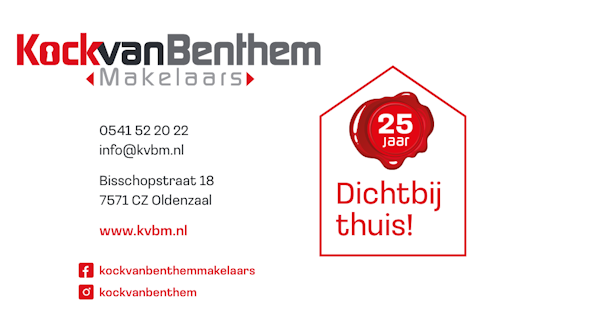 KockvanBenthem
Makelaars
0541 52 20 22
info@kvbm.nl
Bisschopstraat 18
7571 CZ Oldenzaal
www.kvbm.nl
kockvanbenthemmakelaars
kockvanbenthem
25
jaar
Dichtbij
thuis!